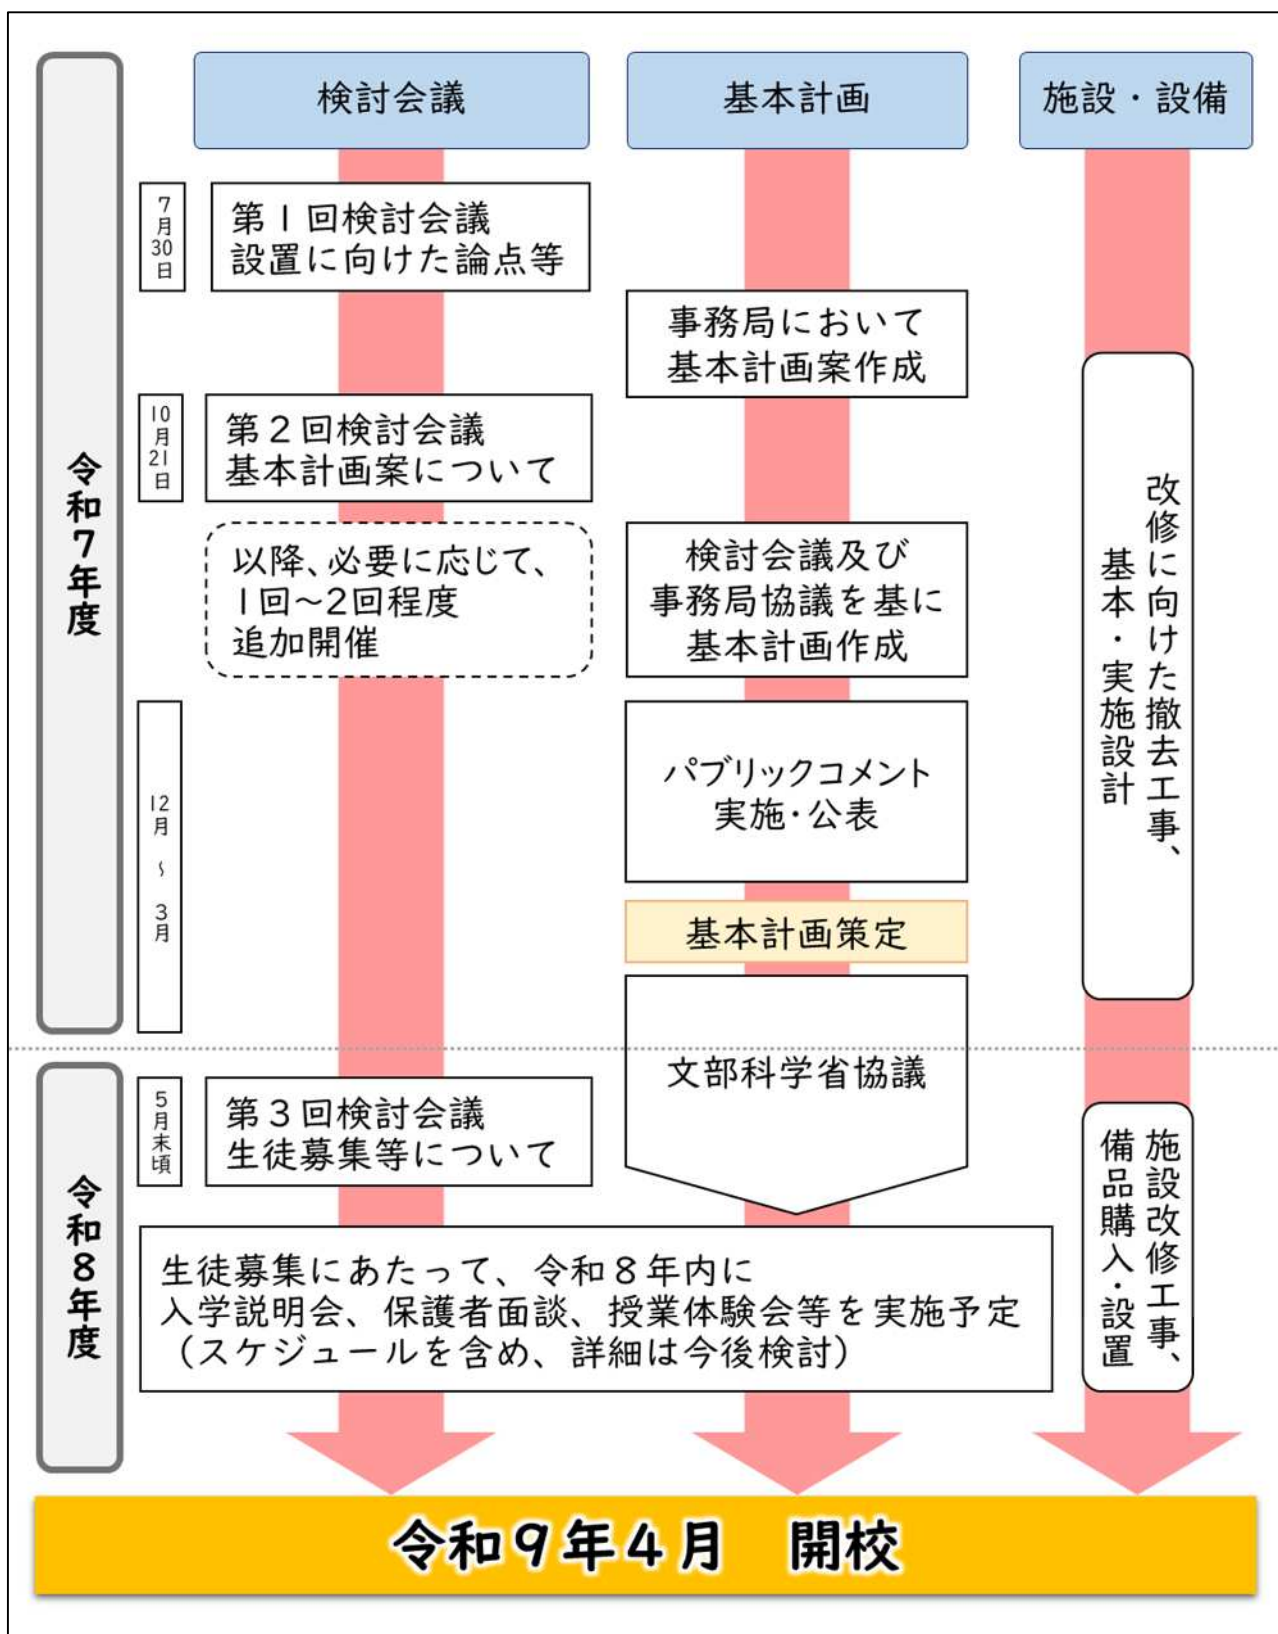 検討会議
基本計画
施設・設備
令和7年度
7月30日
第1回検討会議
設置に向けた論点等
事務局において
基本計画案作成
10月21日
第2回検討会議
基本計画案について
以降、必要に応じて、
1回～2回程度
追加開催
検討会議及び
事務局協議を基に
基本計画作成
改修に向けた撤去工事、
基本・実施設計
12月～3月
パブリックコメント
実施・公表
基本計画策定
文部科学省協議
令和8年度
5月末頃
第3回検討会議
生徒募集等について
施設改修工事、
備品購入・設置
生徒募集にあたって、令和8年内に
入学説明会、保護者面談、授業体験会等を実施予定
（スケジュールを含め、詳細は今後検討）
令和9年4月　開校